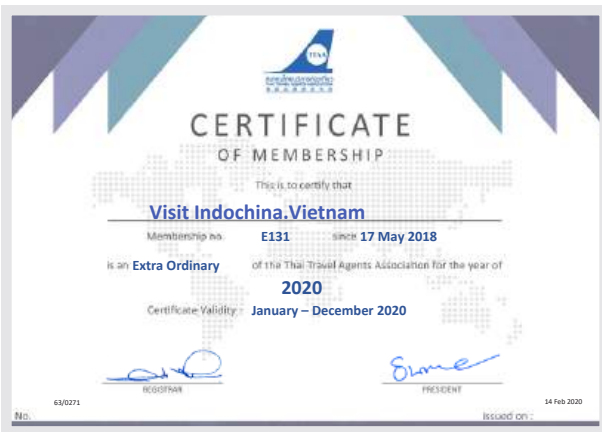 TTAA
CERTIFICATE
OF MEMBERSHIP
This is to certify that
Visit Indochina.Vietnam
Membership no. E131 since 17 May 2018
is an Extra Ordinary of the Thai Travel Agents Association for the year of
2020
Certificate Validity : January – December 2020
REGISTRAR PRESIDENT
63/0271 14 Feb 2020
No. Issued on :